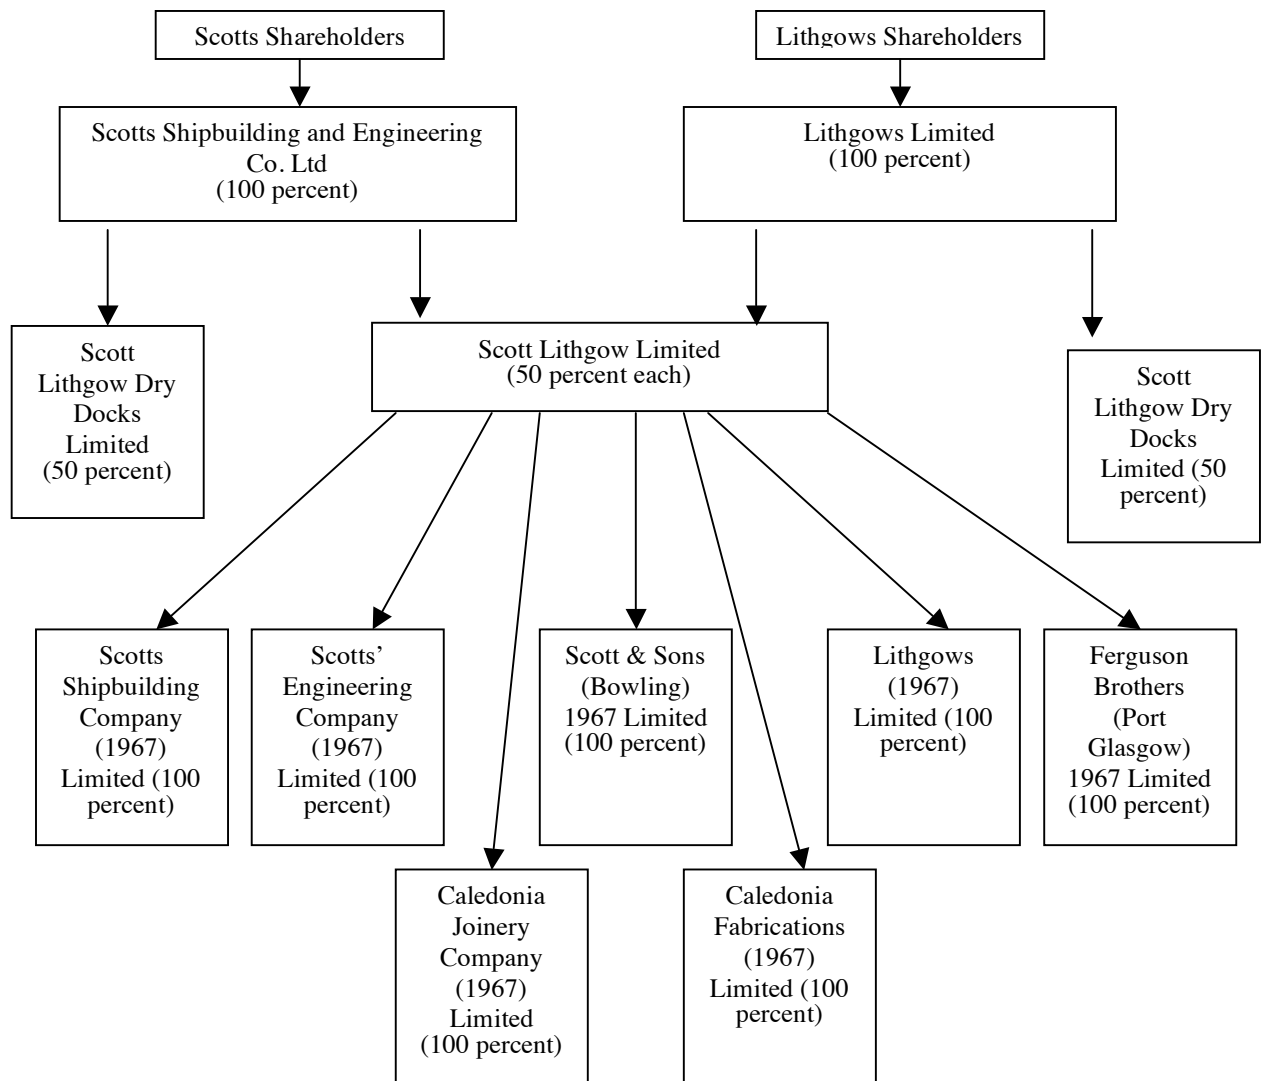 Scotts Shareholders
Lithgows Shareholders
Scotts Shipbuilding and Engineering
Co. Ltd
(100 percent)
Lithgows Limited
(100 percent)
Scott
Lithgow Dry
Docks
Limited
(50 percent)
Scott Lithgow Limited
(50 percent each)
Scott
Lithgow Dry
Docks
Limited (50
percent)
Scotts
Shipbuilding
Company
(1967)
Limited (100
percent)
Scotts’
Engineering
Company
(1967)
Limited (100
percent)
Scott & Sons
(Bowling)
1967 Limited
(100 percent)
Lithgows
(1967)
Limited (100
percent)
Ferguson
Brothers
(Port
Glasgow)
1967 Limited
(100 percent)
Caledonia
Joinery
Company
(1967)
Limited
(100 percent)
Caledonia
Fabrications
(1967)
Limited (100
percent)